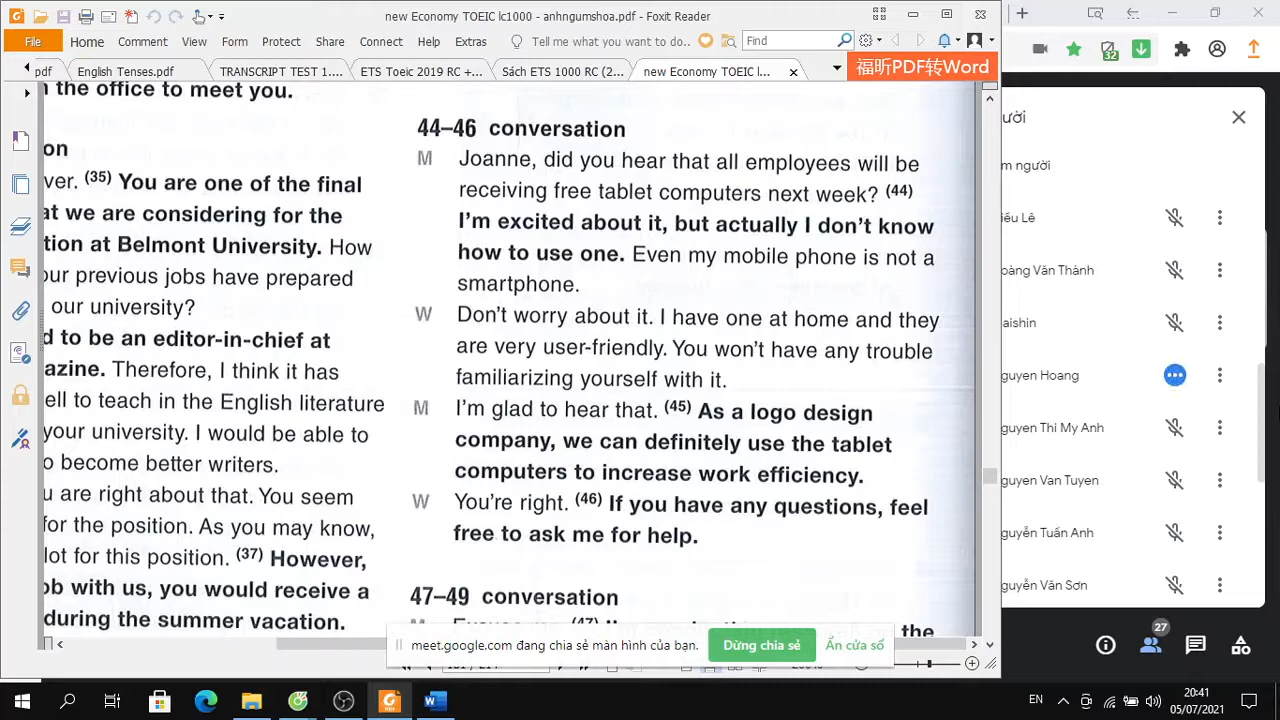 new Economy TOEIC lc1000 - anhngumshoa.pdf - Foxit Reader
File Home Comment View Form Protect Share Connect Help Extras Tell me what you want to do.. Find
.pdf English Tenses.pdf TRANSCRIPT TEST 1.... ETS Toeic 2019 RC +... Sách ETS 1000 RC (2... new Economy TOEIC l... 福昕PDF转Word
the office to meet you.
on
ver. (35) You are one of the final
at we are considering for the
tion at Belmont University. How
our previous jobs have prepared
our university?
d to be an editor-in-chief at
azine. Therefore, I think it has
ell to teach in the English literature
your university. I would be able to
o become better writers.
u are right about that. You seem
for the position. As you may know,
lot for this position. (37) However,
ob with us, you would receive a
during the summer vacation.
44–46 conversation
M Joanne, did you hear that all employees will be
receiving free tablet computers next week? (44)
I'm excited about it, but actually I don't know
how to use one. Even my mobile phone is not a
smartphone.
W Don't worry about it. I have one at home and they
are very user-friendly. You won't have any trouble
familiarizing yourself with it.
M I'm glad to hear that. (45) As a logo design
company, we can definitely use the tablet
computers to increase work efficiency.
W You're right. (46) If you have any questions, feel
free to ask me for help.
47–49 conversation
the
meet.google.com đang chia sẻ màn hình của bạn. Dừng chia sẻ Ẩn cửa sổ
32
ười
m người
iếu Lê
oàng Văn Thành
aishin
guyen Hoang
guyen Thi My Anh
guyen Van Tuyen
guyễn Tuấn Anh
guyễn Văn Sơn
27
EN
20:41
05/07/2021